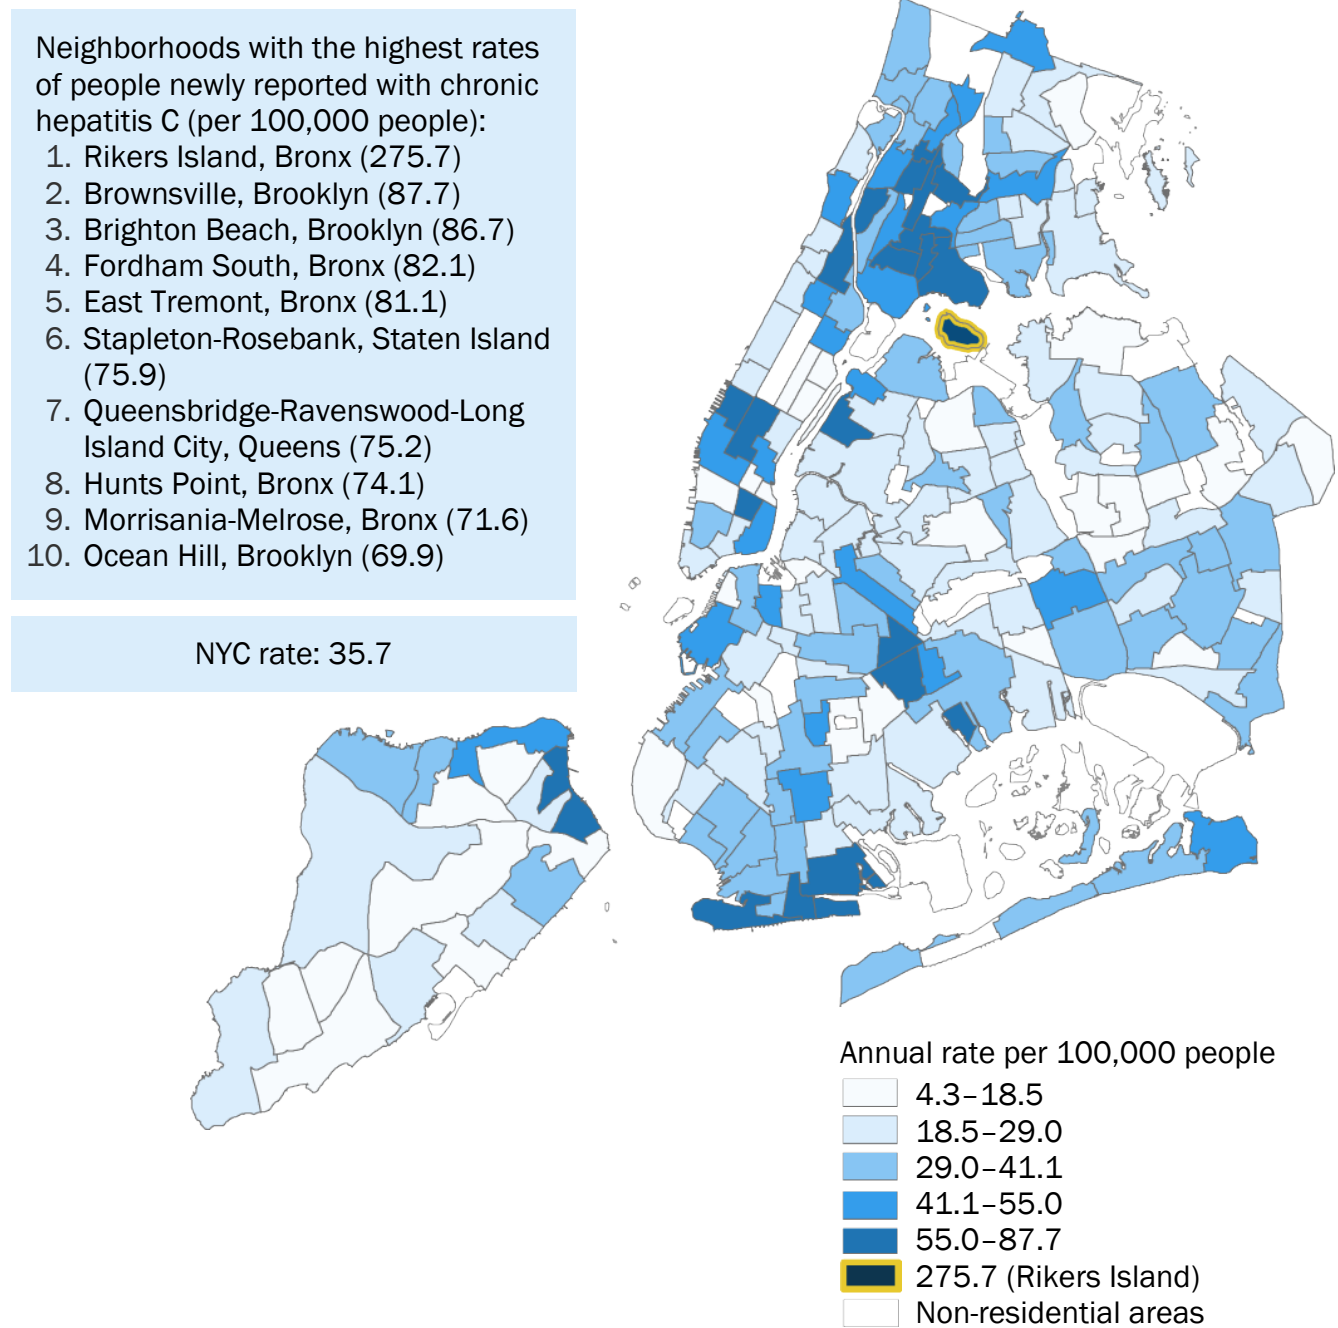 Neighborhoods with the highest rates
of people newly reported with chronic
hepatitis C (per 100,000 people):
1. Rikers Island, Bronx (275.7)
2. Brownsville, Brooklyn (87.7)
3. Brighton Beach, Brooklyn (86.7)
4. Fordham South, Bronx (82.1)
5. East Tremont, Bronx (81.1)
6. Stapleton-Rosebank, Staten Island
(75.9)
7. Queensbridge-Ravenswood-Long
Island City, Queens (75.2)
8. Hunts Point, Bronx (74.1)
9. Morrisania-Melrose, Bronx (71.6)
10. Ocean Hill, Brooklyn (69.9)
NYC rate: 35.7
Annual rate per 100,000 people
4.3–18.5
18.5–29.0
29.0–41.1
41.1–55.0
55.0–87.7
275.7 (Rikers Island)
Non-residential areas